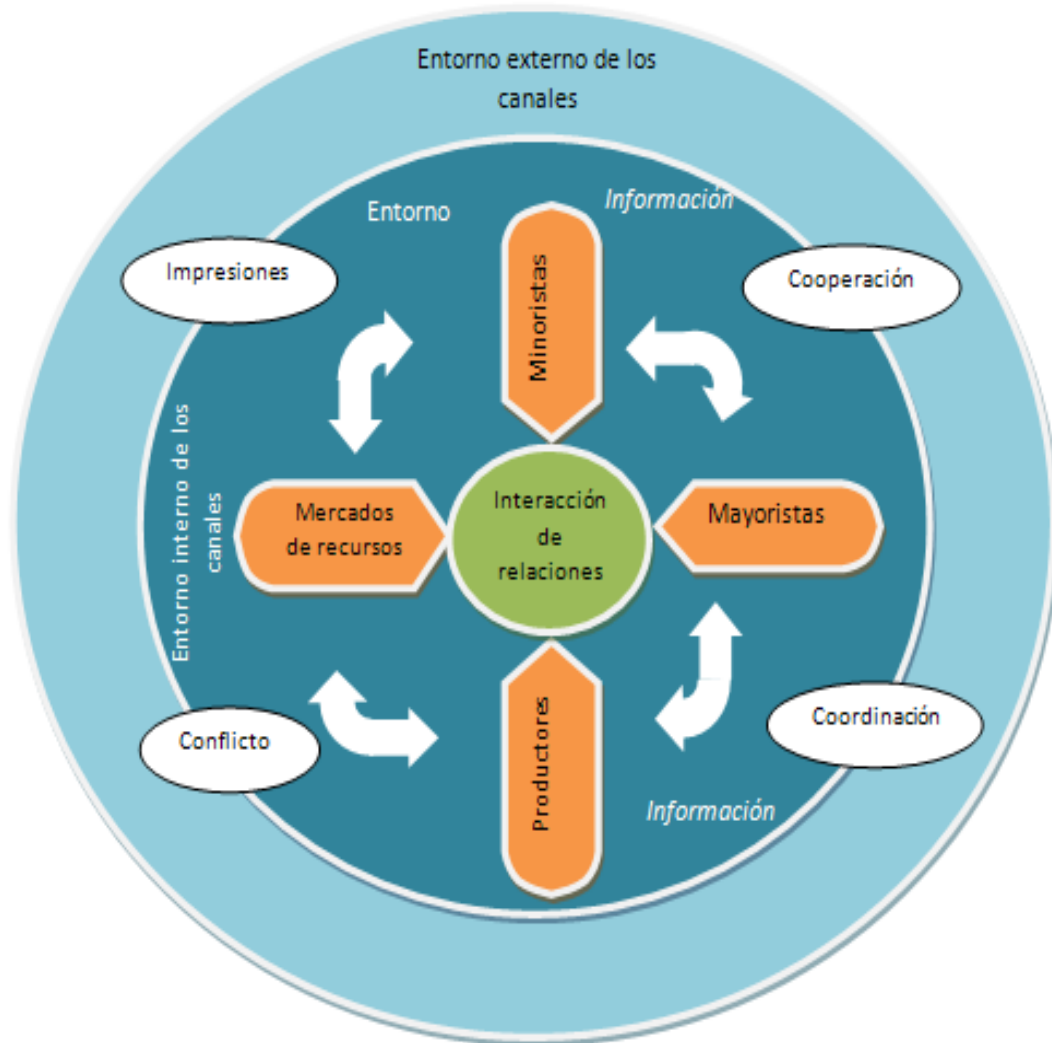 Entorno externo de los
canales
Entorno
Información
Impresiones
Cooperación
Minoristas
Entorno interno de los
canales
Mercados
de recursos
Interacción
de
relaciones
Mayoristas
Conflicto
Productores
Coordinación
Información